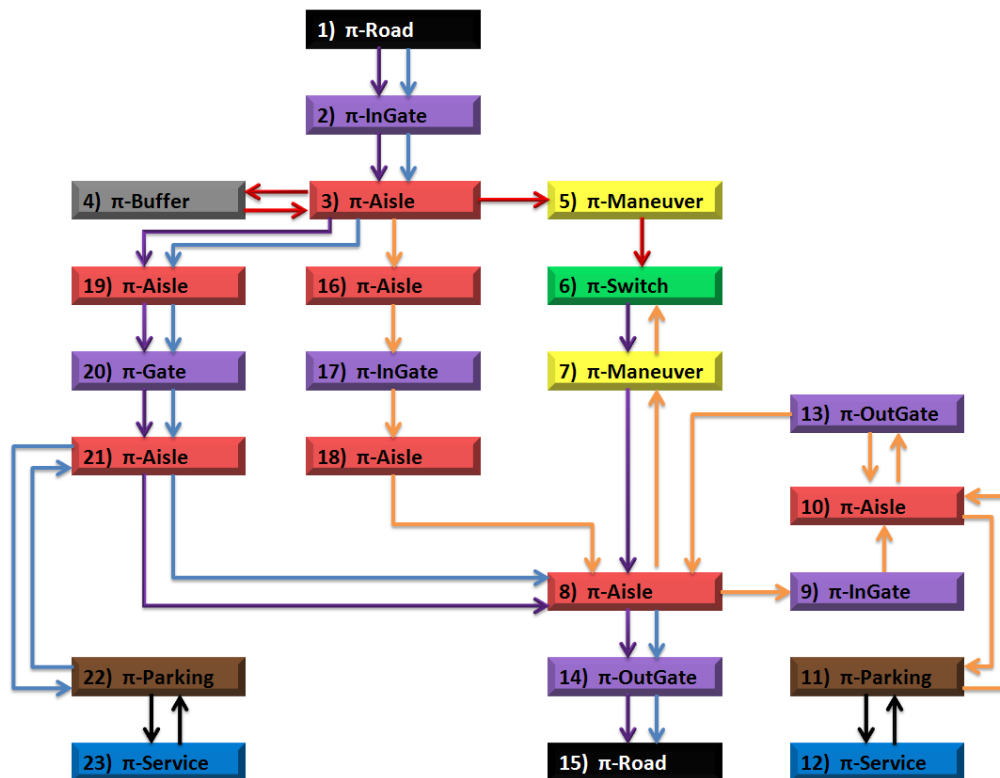 1) π-Road
2) π-InGate
4) π-Buffer
3) π-Aisle
5) π-Maneuver
19) π-Aisle
16) π-Aisle
6) π-Switch
20) π-Gate
17) π-InGate
7) π-Maneuver
13) π-OutGate
21) π-Aisle
18) π-Aisle
10) π-Aisle
8) π-Aisle
9) π-InGate
22) π-Parking
14) π-OutGate
11) π-Parking
23) π-Service
15) π-Road
12) π-Service